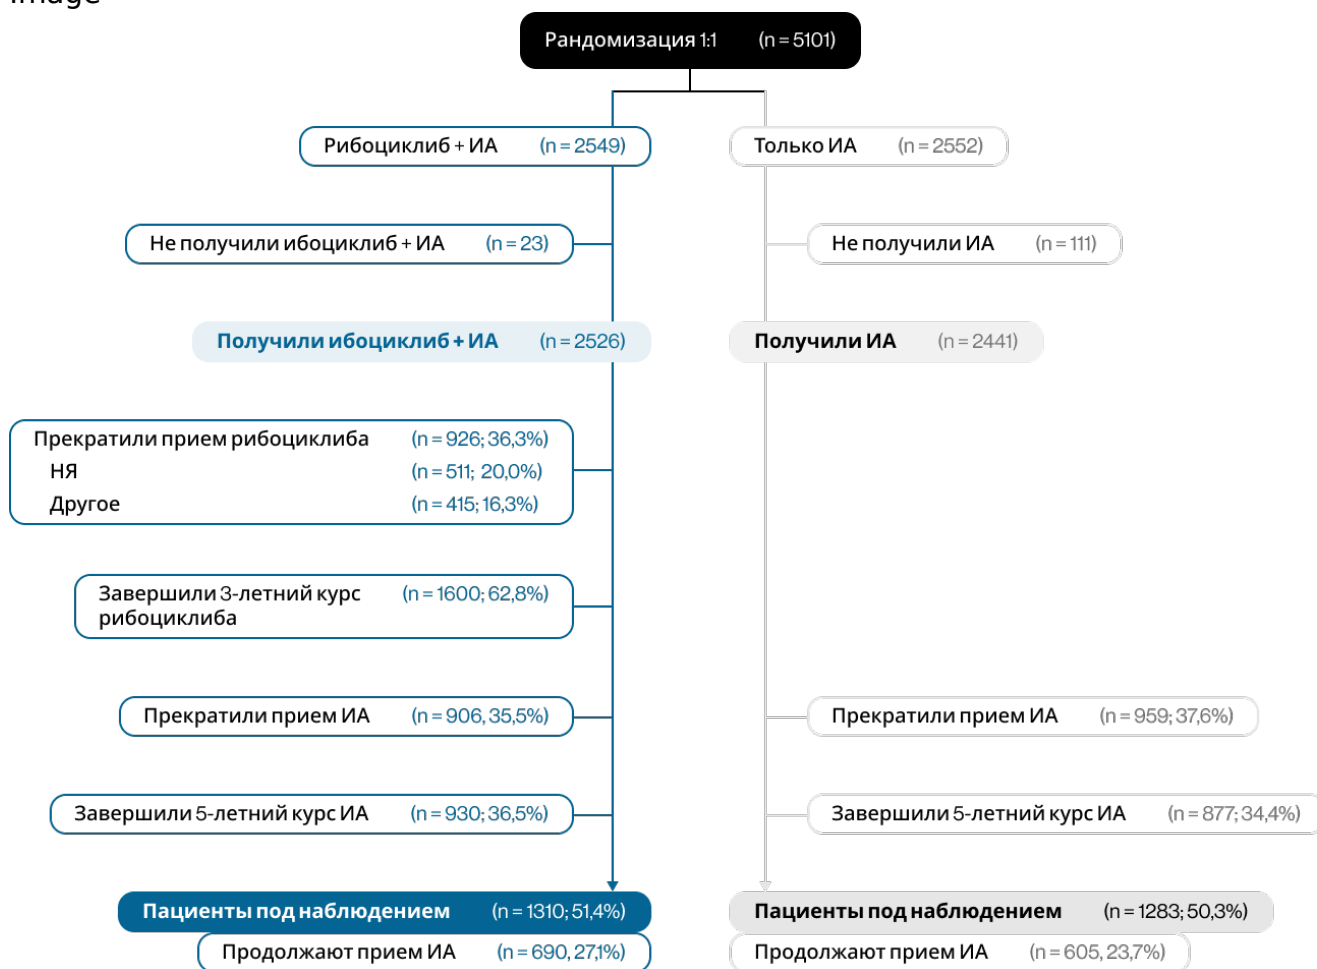 image
Рандомизация 1:1 (n = 5101)
Рибоциклиб + ИА (n = 2549)
Только ИА (n = 2552)
Не получили ибоциклиб + ИА (n = 23)
Не получили ИА (n = 111)
Получили ибоциклиб + ИА (n = 2526)
Получили ИА (n = 2441)
Прекратили прием рибоциклиба (n = 926; 36,3%)
НЯ (n = 511; 20,0%)
Другое (n = 415; 16,3%)
Завершили 3-летний курс (n = 1600; 62,8%)
рибоциклиба
Прекратили прием ИА (n = 906, 35,5%)
Прекратили прием ИА (n = 959; 37,6%)
Завершили 5-летний курс ИА (n = 930; 36,5%)
Завершили 5-летний курс ИА (n = 877; 34,4%)
Пациенты под наблюдением (n = 1310; 51,4%)
Пациенты под наблюдением (n = 1283; 50,3%)
Продолжают прием ИА (n = 690, 27,1%)
Продолжают прием ИА (n = 605, 23,7%)